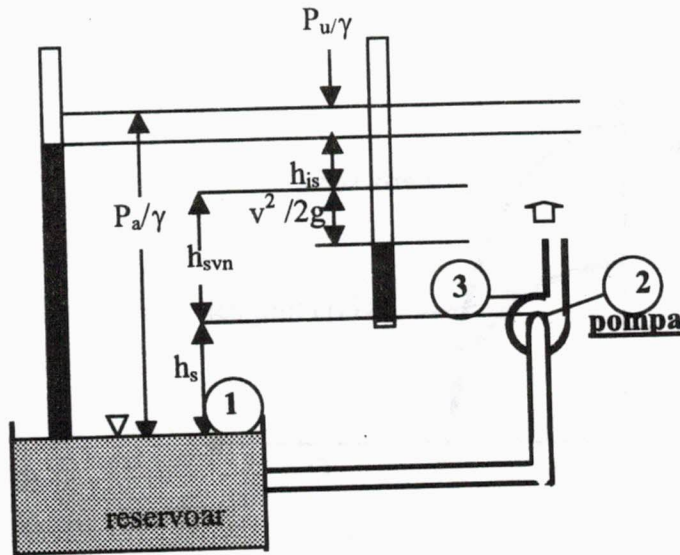 Pu/γ
his
Pa/γ
v² /2g
hsvn
3
2
pompa
hs
1
reservoar